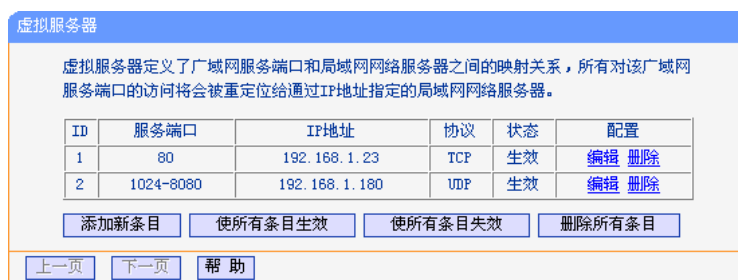 虚拟服务器
虚拟服务器定义了广域网服务端口和局域网网络服务器之间的映射关系，所有对该广域网
服务端口的访问将会被重定位给通过IP地址指定的局域网网络服务器。
ID 服务端口 IP地址 协议 状态 配置
1 80 192.168.1.23 TCP 生效 编辑 删除
2 1024-8080 192.168.1.180 UDP 生效 编辑 删除
添加新条目 使所有条目生效 使所有条目失效 删除所有条目
上一页 下一页 帮 助